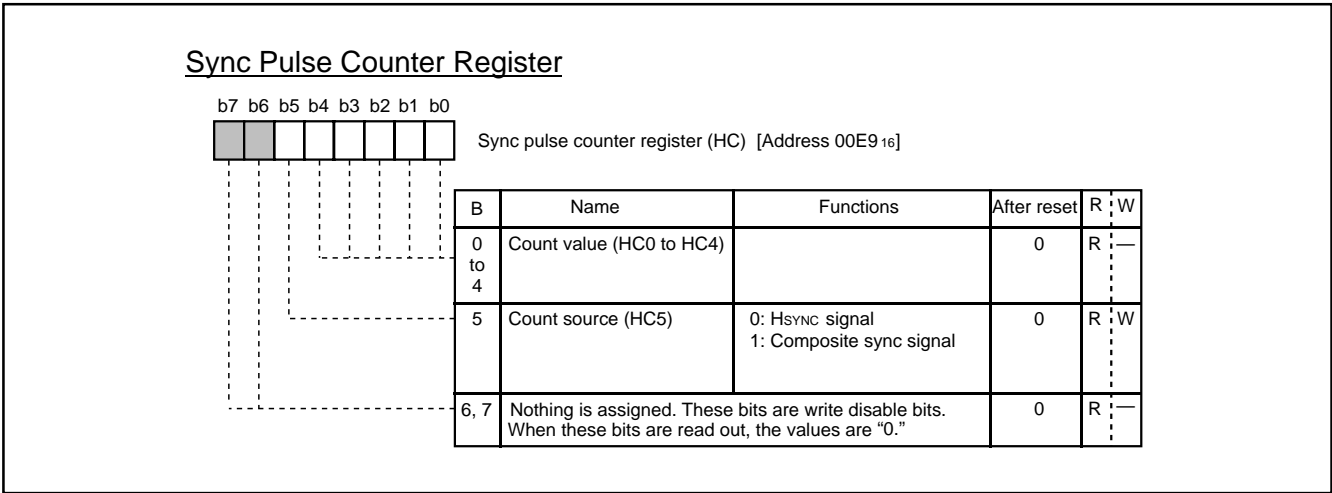 Sync Pulse Counter Register
b7 b6 b5 b4 b3 b2 b1 b0
Sync pulse counter register (HC) [Address 00E9 16]
B Name Functions After reset R W
0 to 4 Count value (HC0 to HC4) 0 R —
5 Count source (HC5) 0: HSYNC signal 0 R W
1: Composite sync signal
6, 7 Nothing is assigned. These bits are write disable bits. 0 R —
When these bits are read out, the values are “0.”